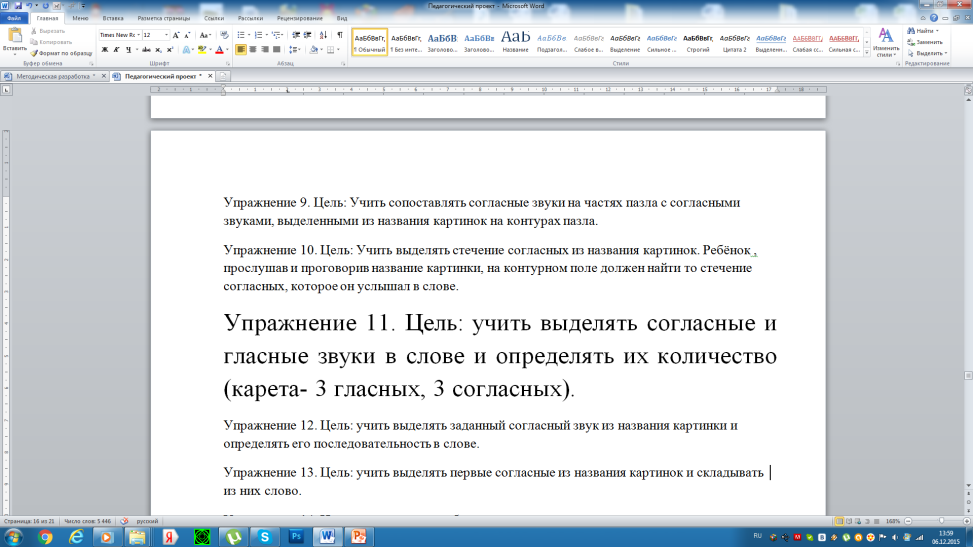 Педагогический проект - Microsoft Word
Файл Главная Меню Вставка Разметка страницы Ссылки Рассылки Рецензирование Вид
Вставить Вырезать Копировать Формат по образцу
Буфер обмена
Times New Ro 12
Шрифт
Абзац
АаБбВвГг АаБбВвГг АаБбВ АаБбВв АаБ АаБбВвГ АаБбВвГг АаБбВвГг АаБбВвГг АаБбВвГг АаБбВвГг АаБбВвГг АаБбВвГг АаБбВвГг
¶ Обычный ¶ Без инте... Заголово... Заголово... Название Подзагол... Слабое в... Выделение Сильное ... Строгий Цитата 2 Выделенн... Слабая сс... Сильная с...
Изменить стили
Стили
Найти
Заменить
Выделить
Редактирование
Методическая разработка * Педагогический проект *
Упражнение 9. Цель: Учить сопоставлять согласные звуки на частях пазла с согласными
звуками, выделенными из названия картинок на контурах пазла.
Упражнение 10. Цель: Учить выделять стечение согласных из названия картинок. Ребёнок ,
прослушав и проговорив название картинки, на контурном поле должен найти то стечение
согласных, которое он услышал в слове.
Упражнение 11. Цель: учить выделять согласные и
гласные звуки в слове и определять их количество
(карета- 3 гласных, 3 согласных).
Упражнение 12. Цель: учить выделять заданный согласный звук из названия картинки и
определять его последовательность в слове.
Упражнение 13. Цель: учить выделять первые согласные из названия картинок и складывать
из них слово.
Страница: 16 из 21 Число слов: 5 446 русский 168%
RU 13:59
06.12.2015